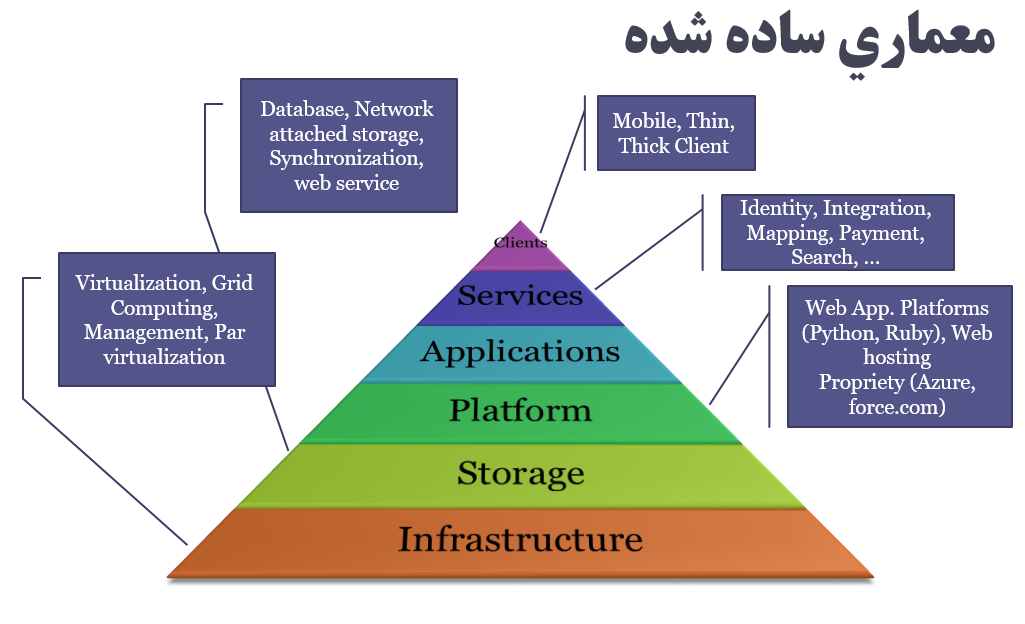 معماري ساده شده
Database, Network
attached storage,
Synchronization,
web service
Mobile, Thin,
Thick Client
Identity, Integration,
Mapping, Payment,
Search, ...
Virtualization, Grid
Computing,
Management, Par
virtualization
Web App. Platforms
(Python, Ruby), Web
hosting
Propriety (Azure,
force.com)
Clients
Services
Applications
Platform
Storage
Infrastructure